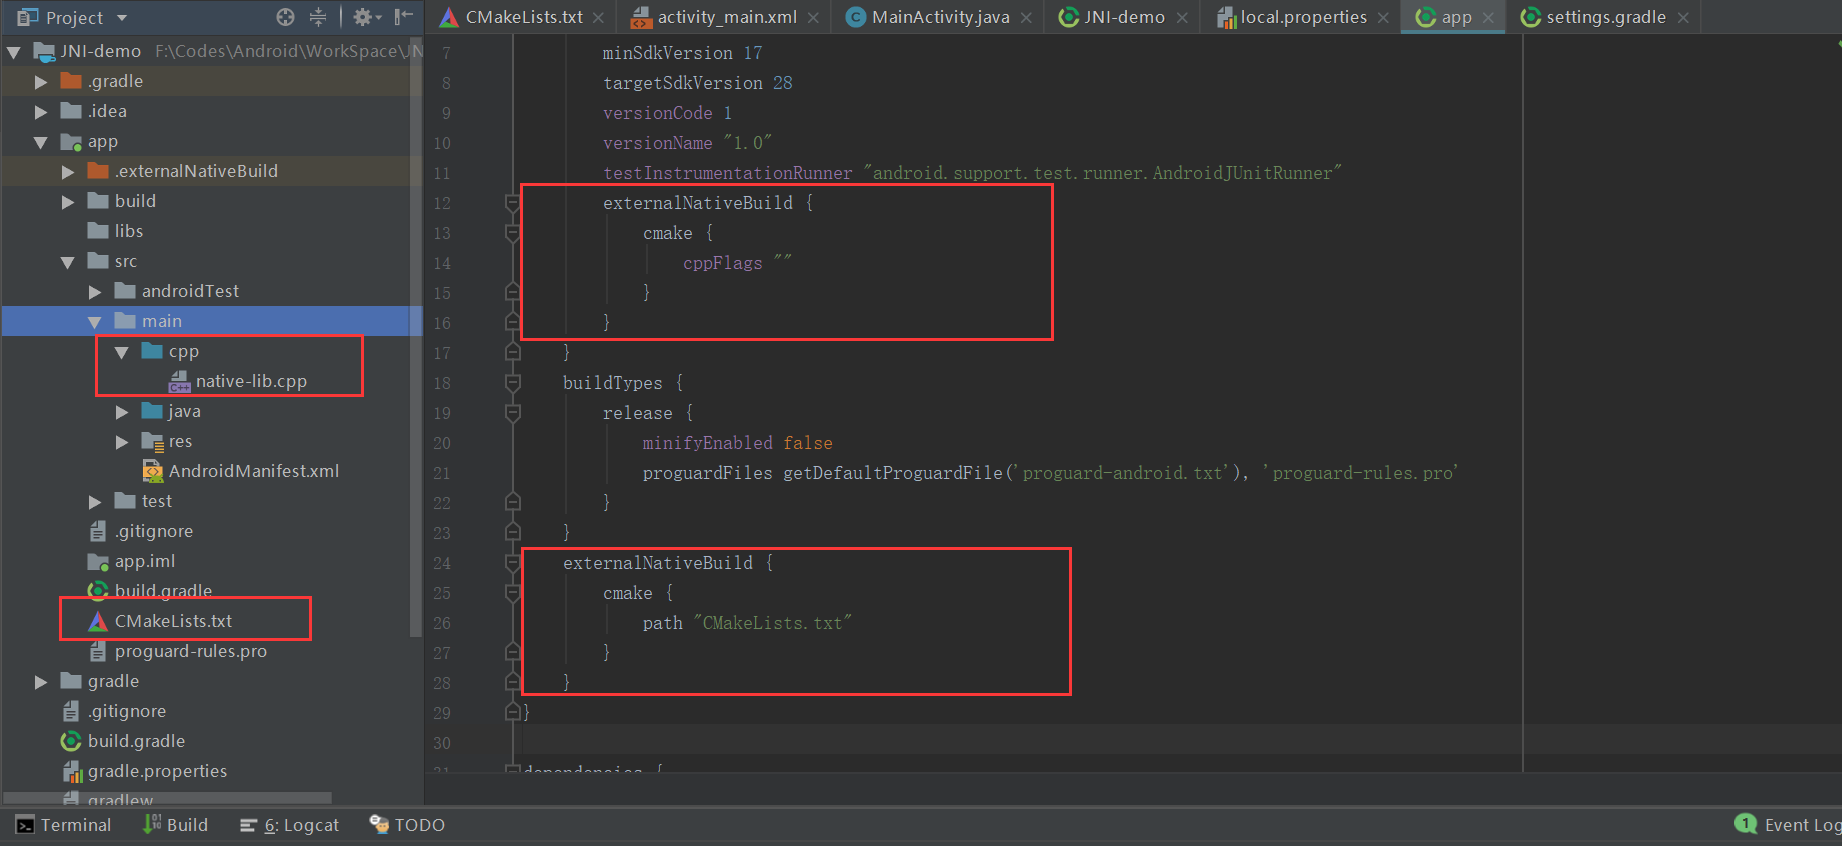 Project
CMakeLists.txt
activity_main.xml
MainActivity.java
JNI-demo
local.properties
app
settings.gradle
JNI-demo F:\Codes\Android\WorkSpace\JN
.gradle
.idea
app
.externalNativeBuild
build
libs
src
androidTest
main
cpp
native-lib.cpp
C++
java
res
AndroidManifest.xml
test
.gitignore
app.iml
build.gradle
CMakeLists.txt
proguard-rules.pro
gradle
.gitignore
build.gradle
gradle.properties
gradlew
7 minSdkVersion 17
8 targetSdkVersion 28
9 versionCode 1
10 versionName "1.0"
11 testInstrumentationRunner "android.support.test.runner.AndroidJUnitRunner"
12 externalNativeBuild {
13 cmake {
14 cppFlags ""
15 }
16 }
17 }
18 buildTypes {
19 release {
20 minifyEnabled false
21 proguardFiles getDefaultProguardFile('proguard-android.txt'), 'proguard-rules.pro'
22 }
23 }
24 externalNativeBuild {
25 cmake {
26 path "CMakeLists.txt"
27 }
28 }
29 }
30
31 dependencies {
Terminal
Build
6: Logcat
TODO
1 Event Log